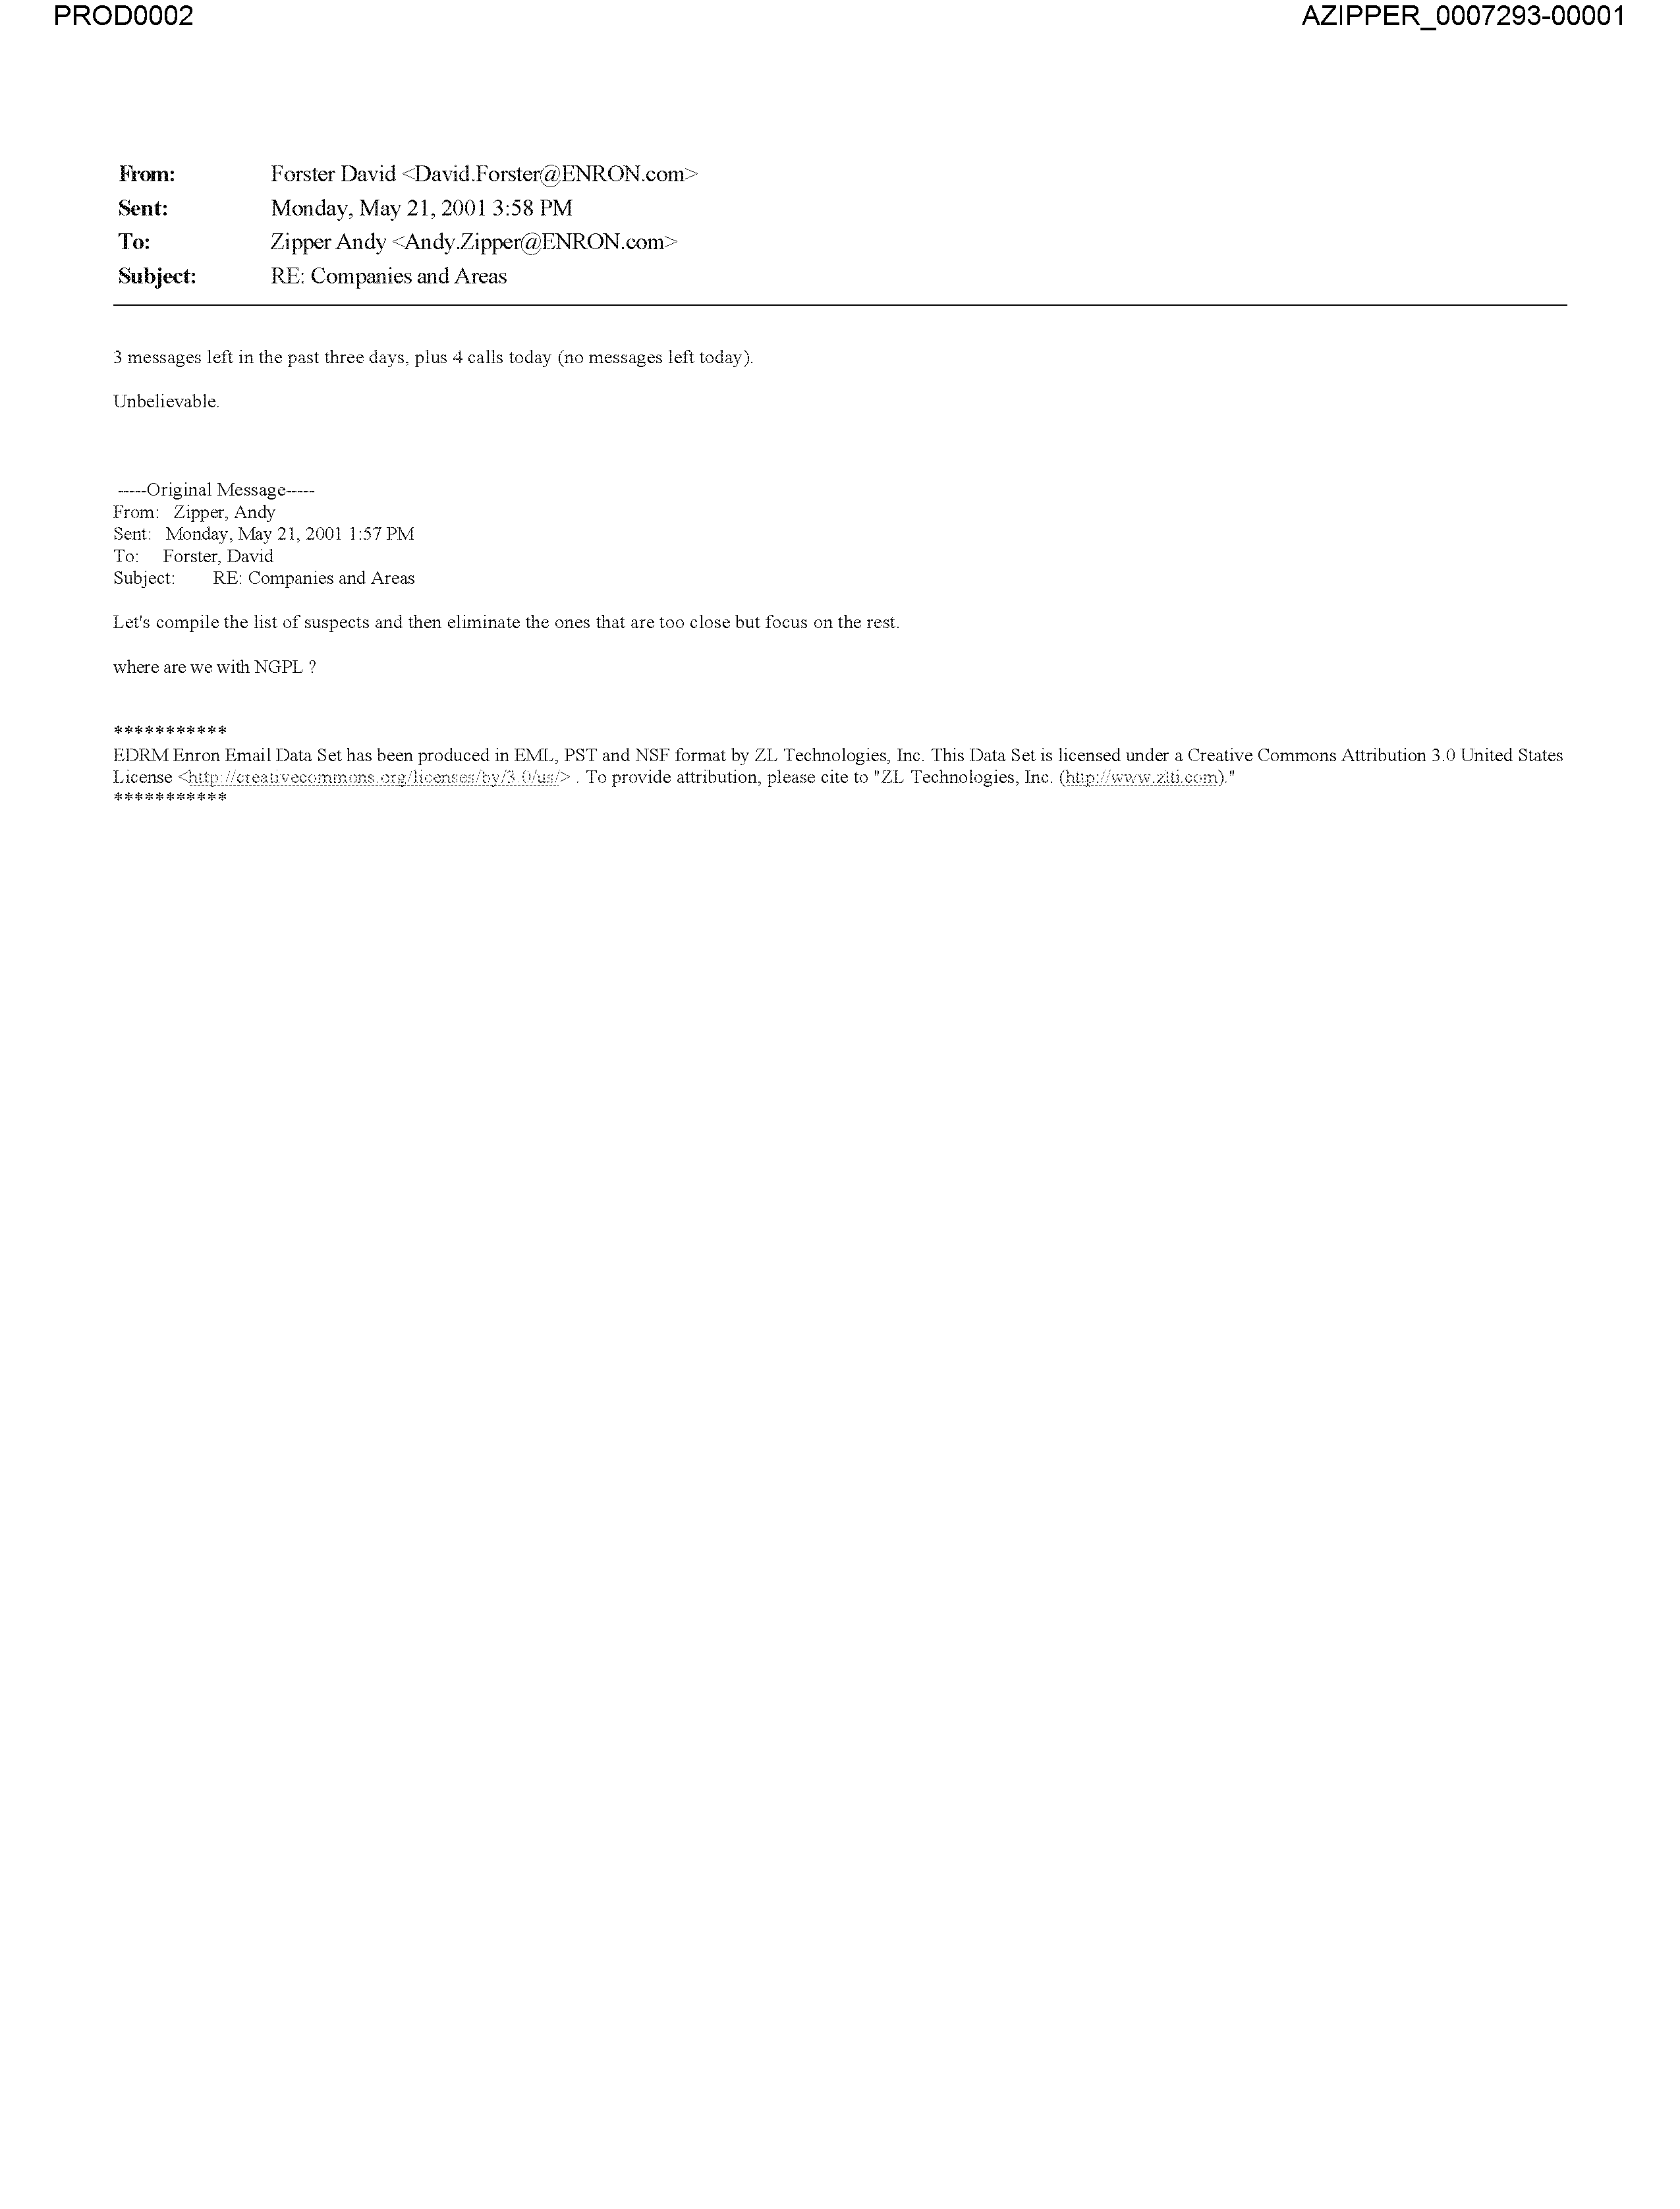 PROD0002
AZIPPER_0007293-00001
From: Forster David <David.Forster@ENRON.com>
Sent: Monday, May 21, 2001 3:58 PM
To: Zipper Andy <Andy.Zipper@ENRON.com>
Subject: RE: Companies and Areas
3 messages left in the past three days, plus 4 calls today (no messages left today).
Unbelievable.
-----Original Message-----
From: Zipper, Andy
Sent: Monday, May 21, 2001 1:57 PM
To: Forster, David
Subject: RE: Companies and Areas
Let's compile the list of suspects and then eliminate the ones that are too close but focus on the rest.
where are we with NGPL ?
***********
EDRM Enron Email Data Set has been produced in EML, PST and NSF format by ZL Technologies, Inc. This Data Set is licensed under a Creative Commons Attribution 3.0 United States
License <http://creativecommons.org/licenses/by/3.0/us/> . To provide attribution, please cite to "ZL Technologies, Inc. (http://www.zlti.com)."
***********